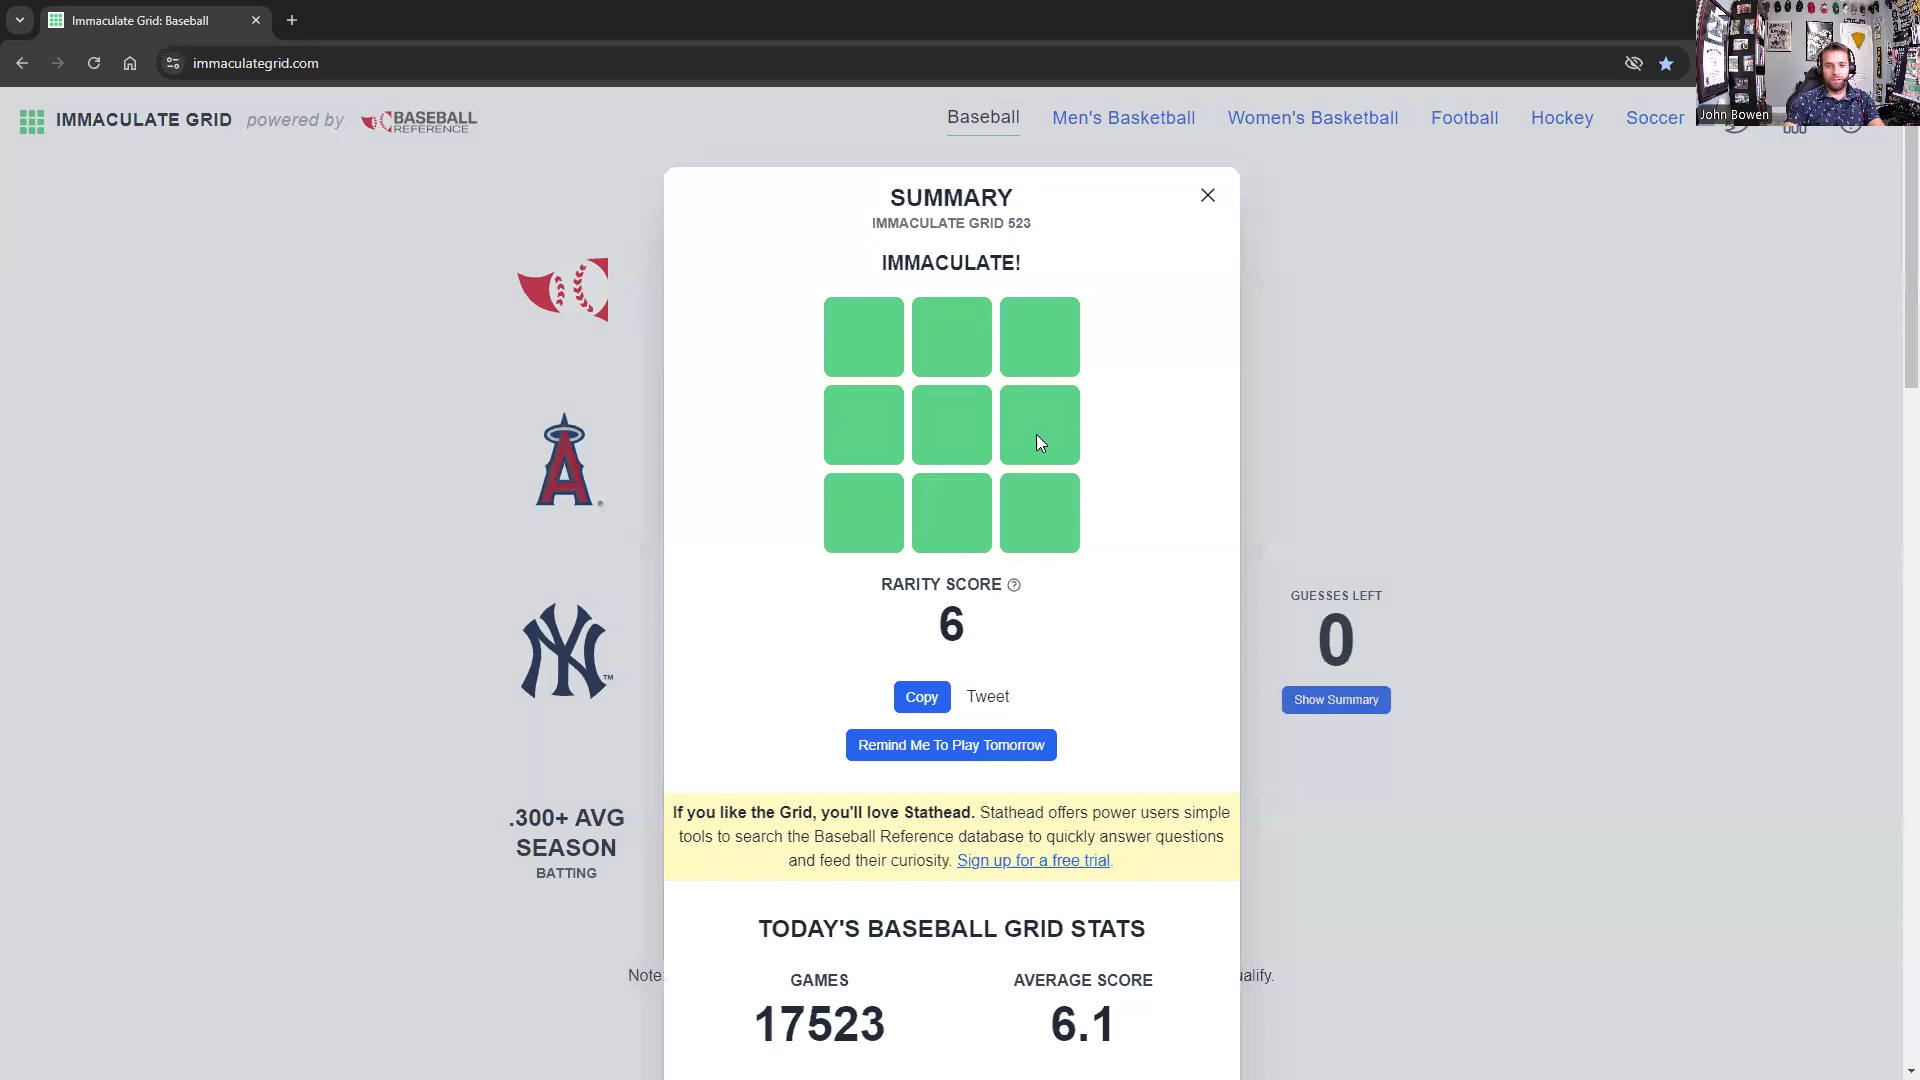 Immaculate Grid: Baseball
immaculategrid.com
IMMACULATE GRID powered by BASEBALL REFERENCE
Baseball Men's Basketball Women's Basketball Football Hockey Soccer
John Bowen
SUMMARY
IMMACULATE GRID 523
IMMACULATE!
A
RARITY SCORE
6
Copy Tweet
Remind Me To Play Tomorrow
NY
TM
GUESSES LEFT
0
Show Summary
.300+ AVG
SEASON
BATTING
If you like the Grid, you'll love Stathead. Stathead offers power users simple
tools to search the Baseball Reference database to quickly answer questions
and feed their curiosity. Sign up for a free trial.
TODAY'S BASEBALL GRID STATS
Note: ualify.
GAMES AVERAGE SCORE
17523 6.1